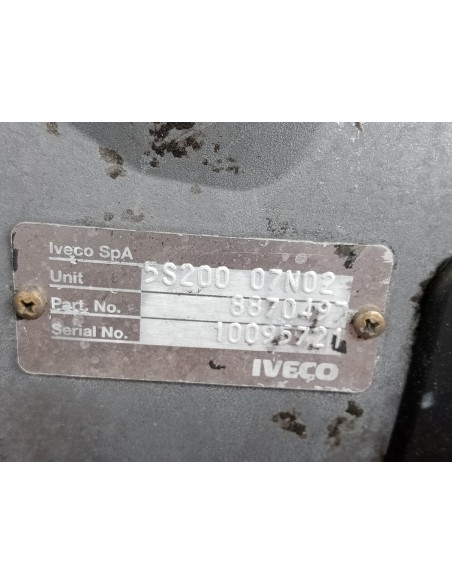 Iveco SpA
Unit 5S200 07N02
Part. No. 8870497
Serial No. 10095721
IVECO